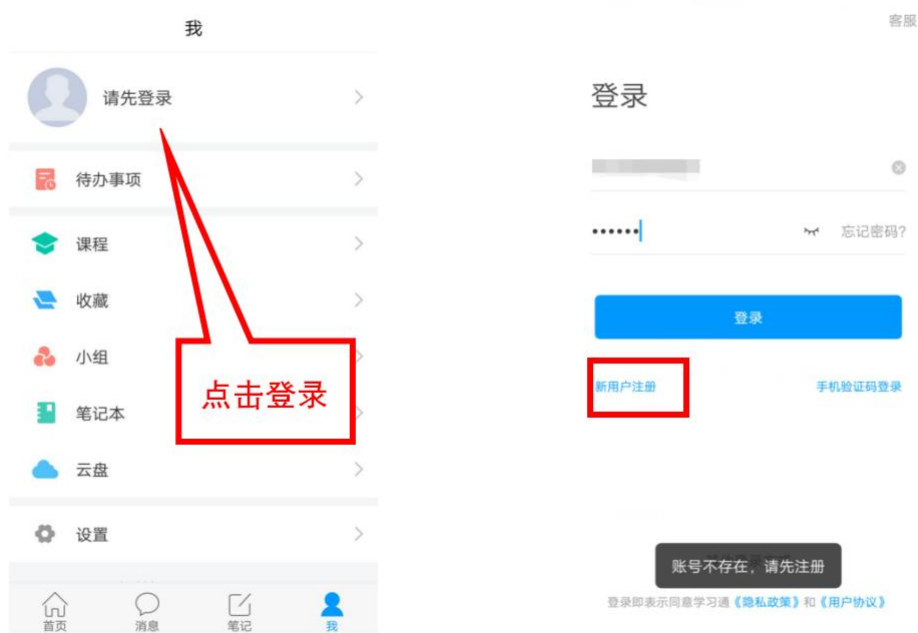 我
请先登录
待办事项
课程
收藏
小组
笔记本
云盘
设置
点击登录
首页
消息
笔记
我
客服
登录
••••••
忘记密码?
登录
新用户注册
手机验证码登录
账号不存在，请先注册
登录即表示同意学习通《隐私政策》和《用户协议》